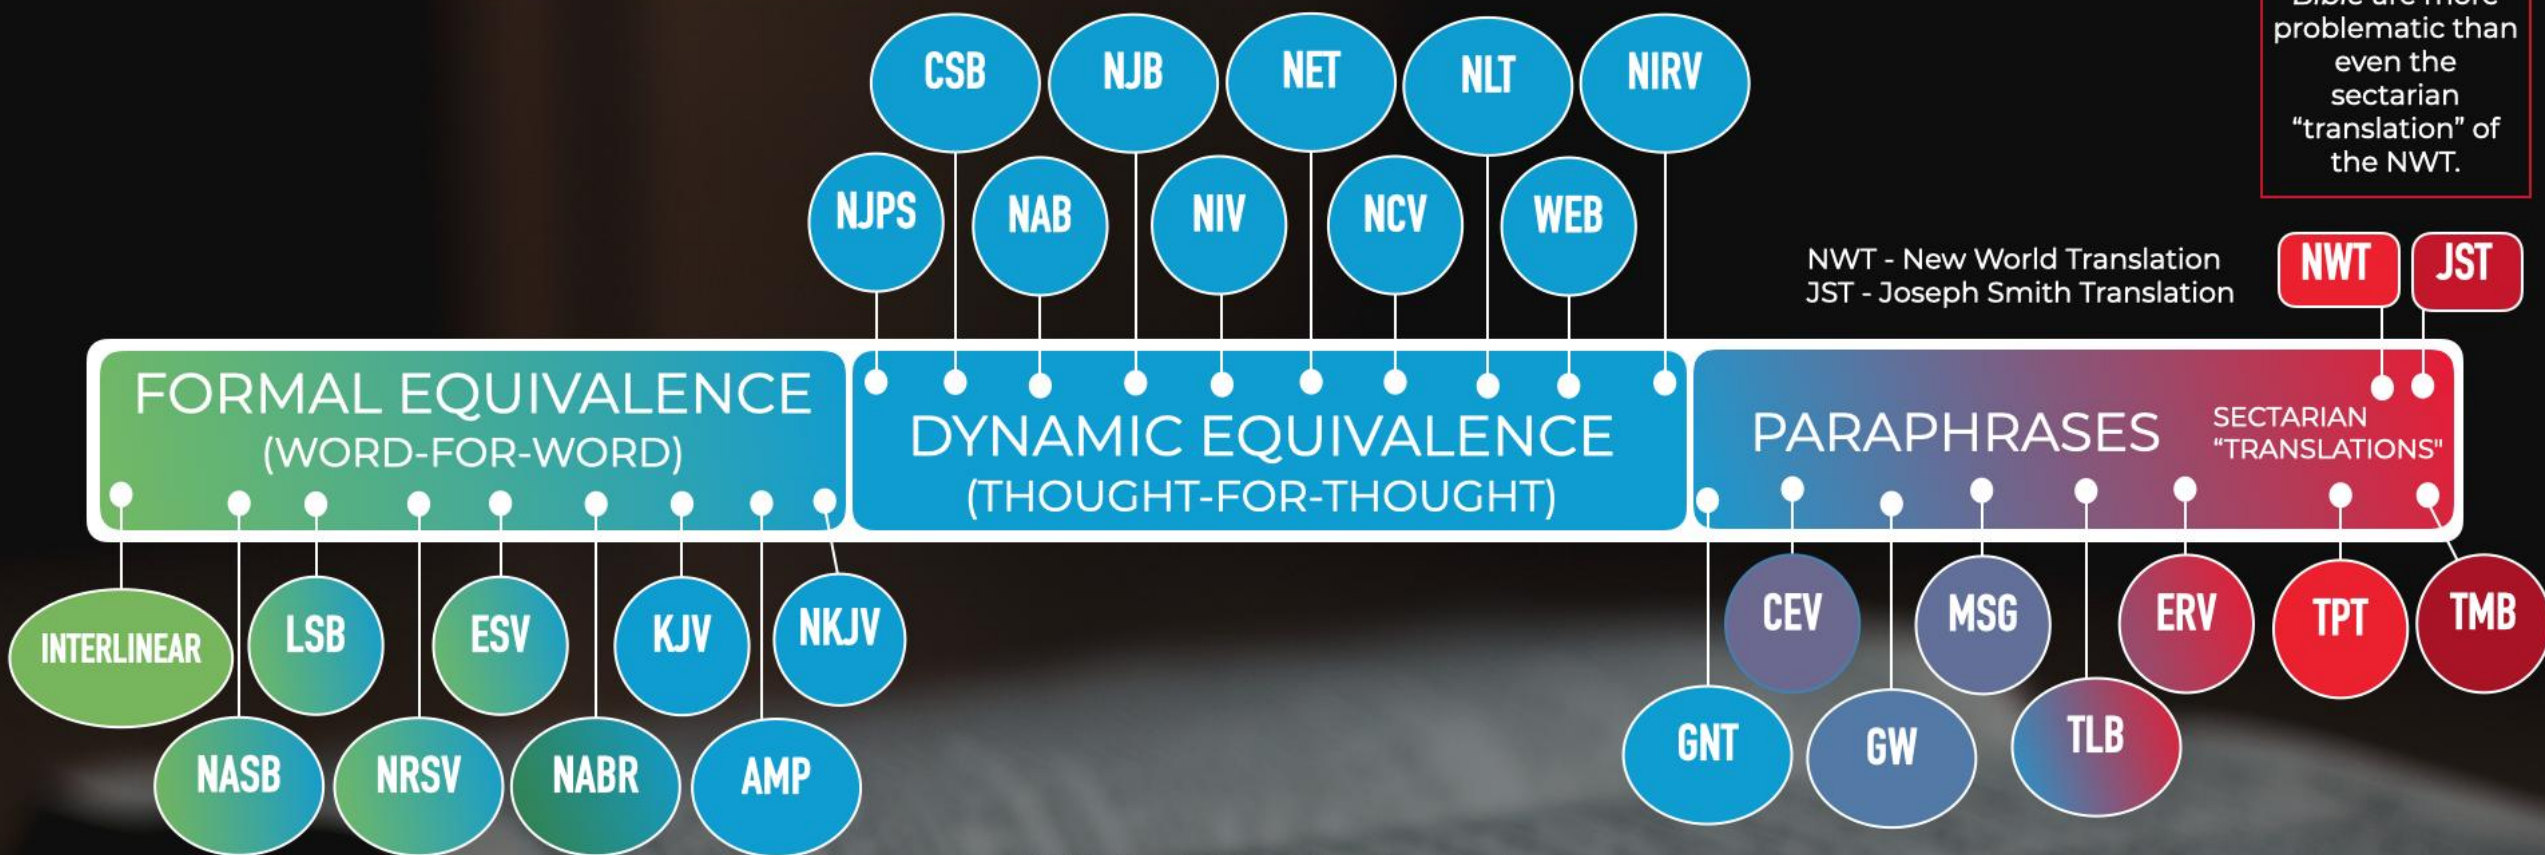 Bible are more
problematic than
even the
sectarian
“translation” of
the NWT.
CSB
NJB
NET
NLT
NIRV
NJPS
NAB
NIV
NCV
WEB
NWT - New World Translation
JST - Joseph Smith Translation
NWT
JST
FORMAL EQUIVALENCE
(WORD-FOR-WORD)
DYNAMIC EQUIVALENCE
(THOUGHT-FOR-THOUGHT)
PARAPHRASES
SECTARIAN
“TRANSLATIONS"
INTERLINEAR
LSB
ESV
KJV
NKJV
CEV
MSG
ERV
TPT
TMB
NASB
NRSV
NABR
AMP
GNT
GW
TLB